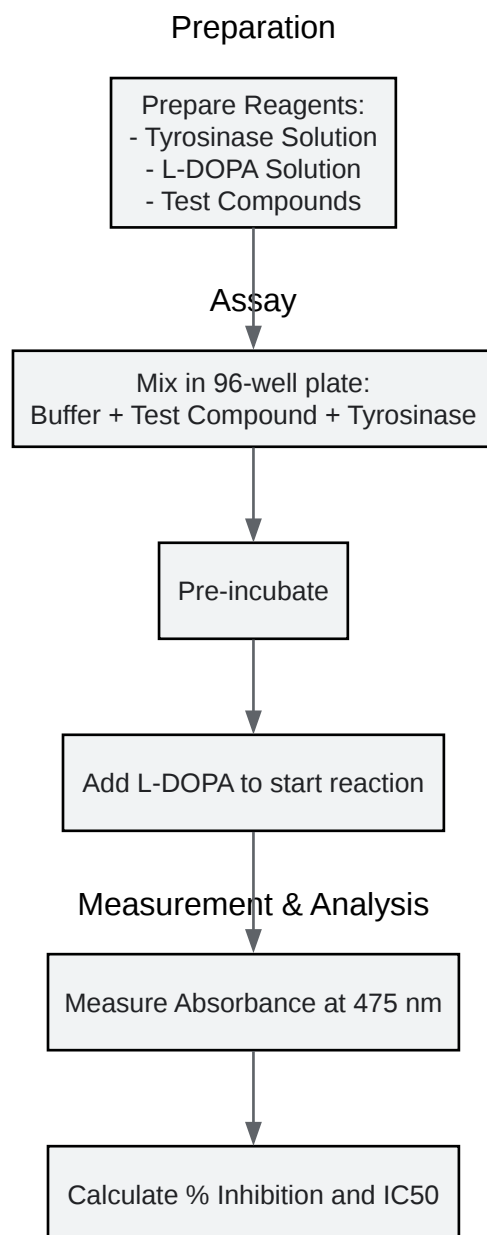 Preparation
Prepare Reagents:
- Tyrosinase Solution
- L-DOPA Solution
- Test Compounds
Assay
Mix in 96-well plate:
Buffer + Test Compound + Tyrosinase
Pre-incubate
Add L-DOPA to start reaction
Measurement & Analysis
Measure Absorbance at 475 nm
Calculate % Inhibition and IC50